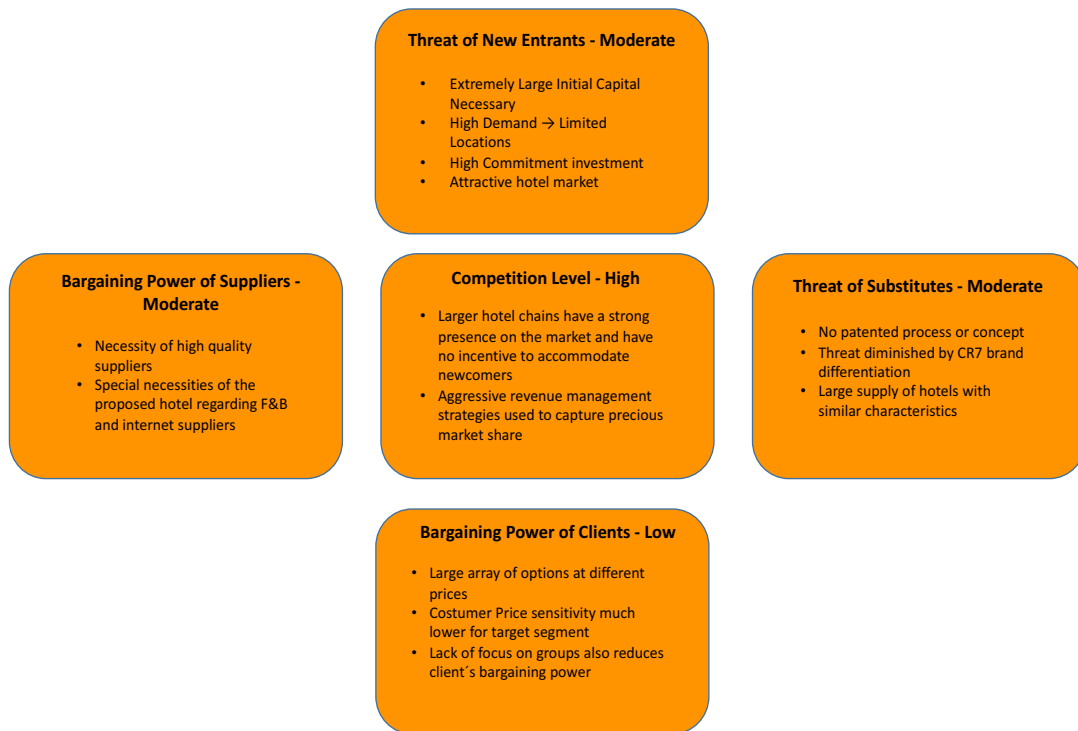 Threat of New Entrants - Moderate
• Extremely Large Initial Capital
Necessary
• High Demand → Limited
Locations
• High Commitment investment
• Attractive hotel market
Bargaining Power of Suppliers -
Moderate
• Necessity of high quality
suppliers
• Special necessities of the
proposed hotel regarding F&B
and internet suppliers
Competition Level - High
• Larger hotel chains have a strong
presence on the market and have
no incentive to accommodate
newcomers
• Aggressive revenue management
strategies used to capture precious
market share
Threat of Substitutes - Moderate
• No patented process or concept
• Threat diminished by CR7 brand
differentiation
• Large supply of hotels with
similar characteristics
Bargaining Power of Clients - Low
• Large array of options at different
prices
• Costumer Price sensitivity much
lower for target segment
• Lack of focus on groups also reduces
client´s bargaining power